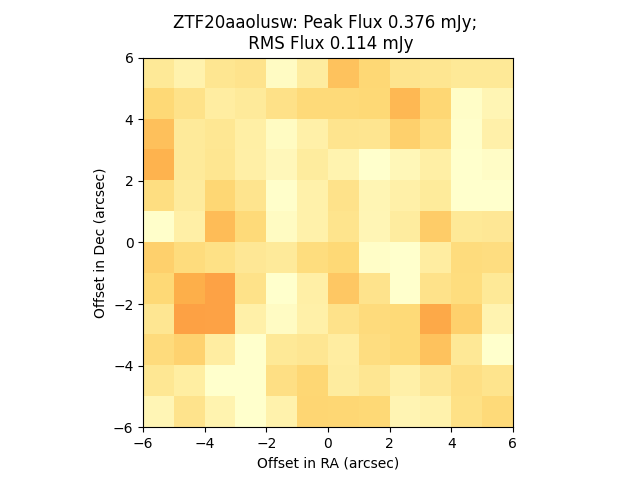 ZTF20aaolusw: Peak Flux 0.376 mJy;
RMS Flux 0.114 mJy
6
4
2
0
−2
−4
−6
Offset in Dec (arcsec)
−6 −4 −2 0 2 4 6
Offset in RA (arcsec)